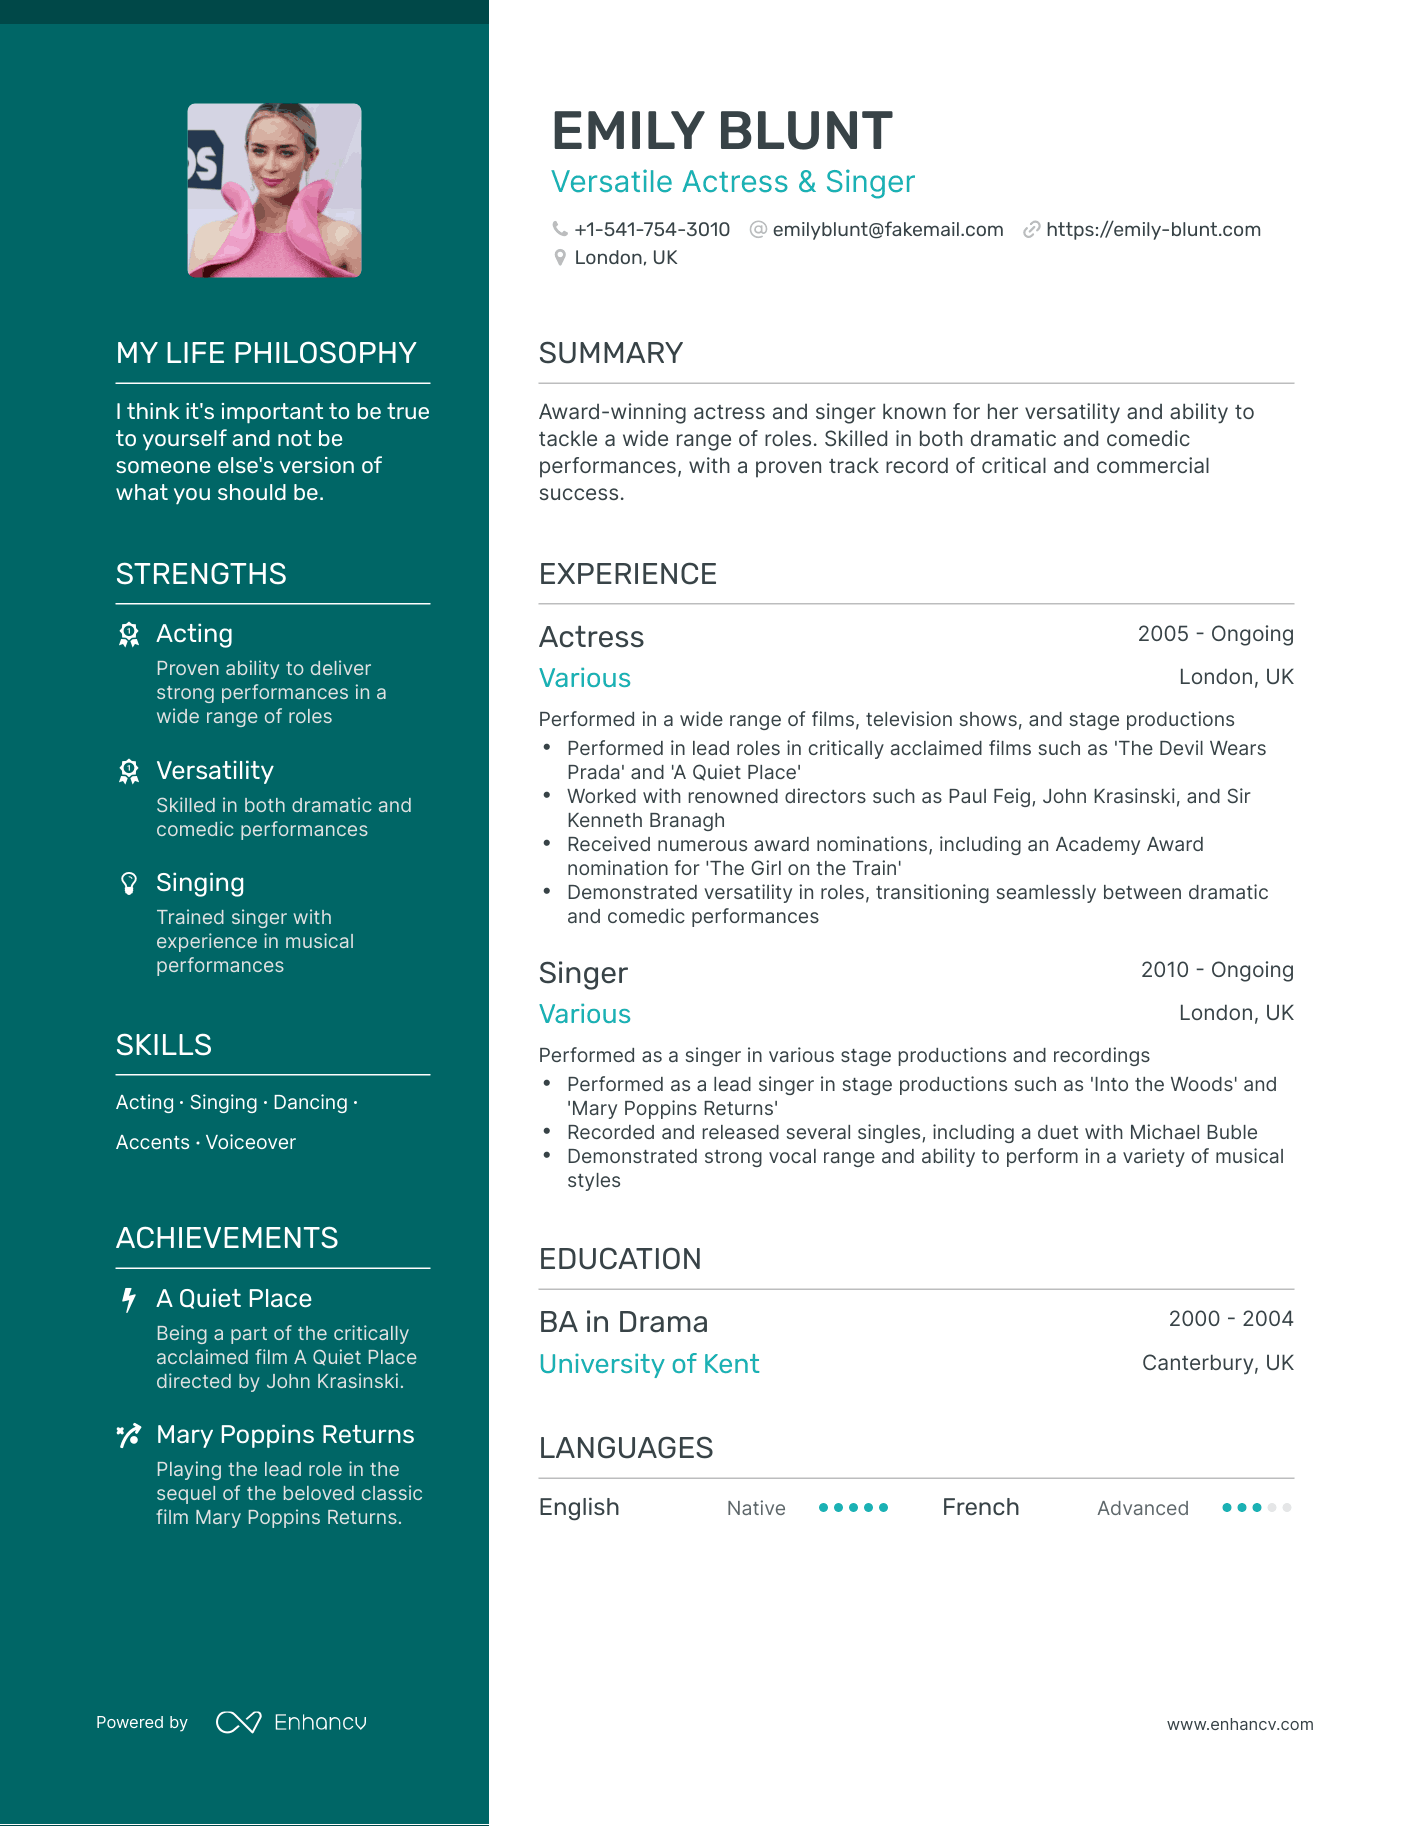 EMILY BLUNT
Versatile Actress & Singer
+1-541-754-3010 @ emilyblunt@fakemail.com https://emily-blunt.com
London, UK
MY LIFE PHILOSOPHY
I think it's important to be true
to yourself and not be
someone else's version of
what you should be.
STRENGTHS
Acting
Proven ability to deliver
strong performances in a
wide range of roles
Versatility
Skilled in both dramatic and
comedic performances
Singing
Trained singer with
experience in musical
performances
SKILLS
Acting · Singing · Dancing ·
Accents · Voiceover
ACHIEVEMENTS
A Quiet Place
Being a part of the critically
acclaimed film A Quiet Place
directed by John Krasinski.
Mary Poppins Returns
Playing the lead role in the
sequel of the beloved classic
film Mary Poppins Returns.
SUMMARY
Award-winning actress and singer known for her versatility and ability to
tackle a wide range of roles. Skilled in both dramatic and comedic
performances, with a proven track record of critical and commercial
success.
EXPERIENCE
Actress 2005 - Ongoing
Various London, UK
Performed in a wide range of films, television shows, and stage productions
• Performed in lead roles in critically acclaimed films such as 'The Devil Wears
Prada' and 'A Quiet Place'
• Worked with renowned directors such as Paul Feig, John Krasinski, and Sir
Kenneth Branagh
• Received numerous award nominations, including an Academy Award
nomination for 'The Girl on the Train'
• Demonstrated versatility in roles, transitioning seamlessly between dramatic
and comedic performances
Singer 2010 - Ongoing
Various London, UK
Performed as a singer in various stage productions and recordings
• Performed as a lead singer in stage productions such as 'Into the Woods' and
'Mary Poppins Returns'
• Recorded and released several singles, including a duet with Michael Buble
• Demonstrated strong vocal range and ability to perform in a variety of musical
styles
EDUCATION
BA in Drama 2000 - 2004
University of Kent Canterbury, UK
LANGUAGES
English Native French Advanced
Powered by Enhancv
www.enhancv.com